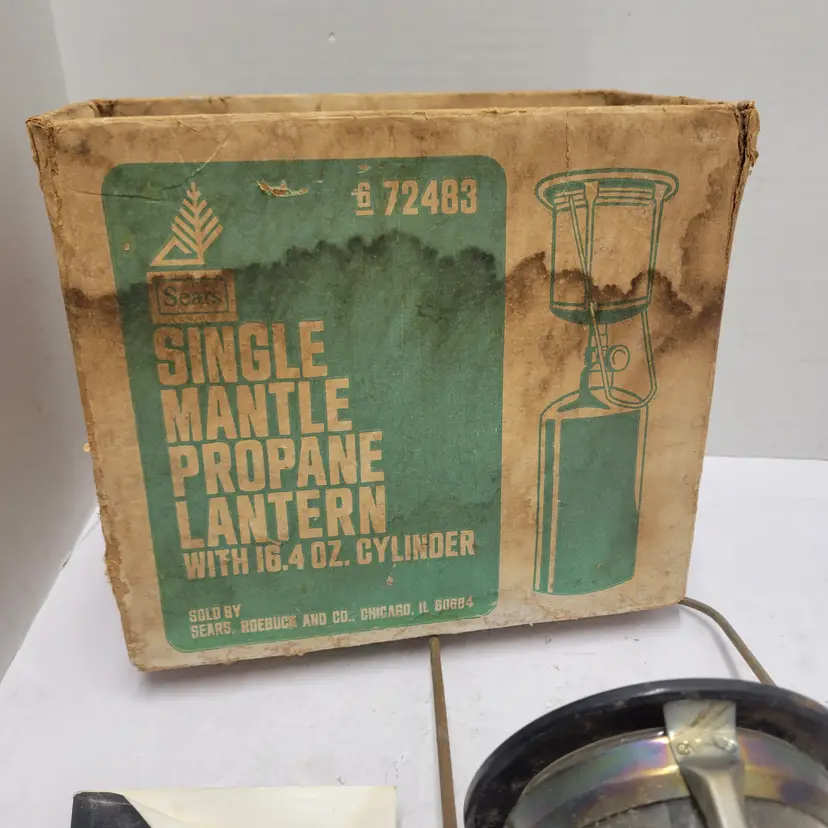 6 72483
Sears
SINGLE
MANTLE
PROPANE
LANTERN
WITH 16.4 OZ. CYLINDER
SOLD BY
SEARS, ROEBUCK AND CO., CHICAGO, IL 60684